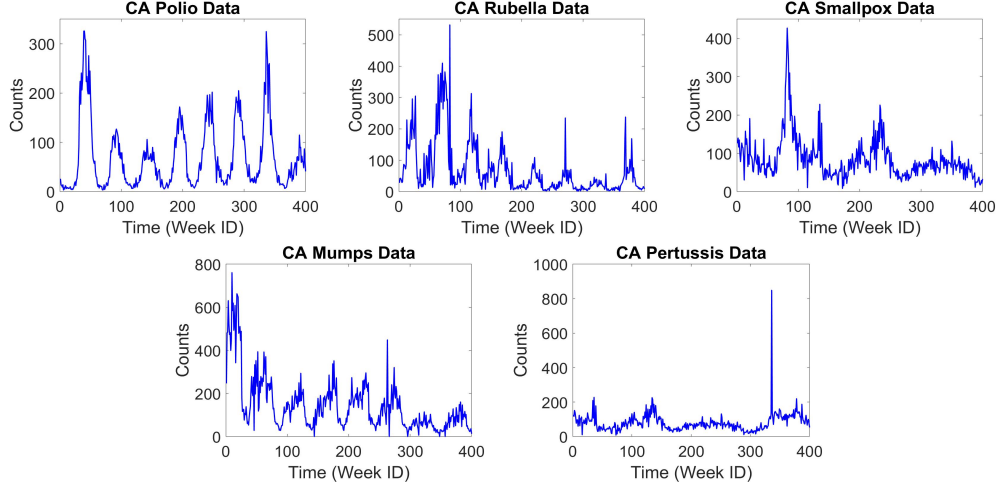 CA Polio Data
300
200
100
0
0 100 200 300 400
Counts
Time (Week ID)
CA Rubella Data
500
400
300
200
100
0
0 100 200 300 400
Counts
Time (Week ID)
CA Smallpox Data
400
300
200
100
0
0 100 200 300 400
Counts
Time (Week ID)
CA Mumps Data
800
600
400
200
0
0 100 200 300 400
Counts
Time (Week ID)
CA Pertussis Data
1000
800
600
400
200
0
0 100 200 300 400
Counts
Time (Week ID)